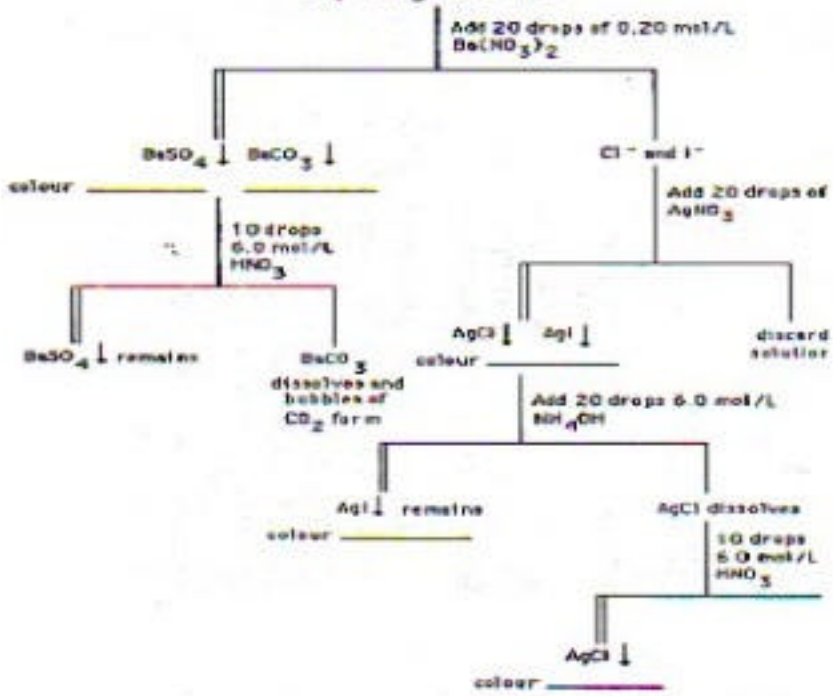 Add 20 drops of 0.20 mol/L
Ba(NO3)2
BaSO4 ↓ BaCO3 ↓
colour
Cl⁻ and I⁻
Add 20 drops of
AgNO3
10 drops
6.0 mol/L
HNO3
BaSO4 ↓ remains
BaCO3
dissolves and
bubbles of
CO2 form
AgCl ↓ AgI ↓
colour
discard
solution
Add 20 drops 6.0 mol/L
NH4OH
AgI ↓ remains
colour
AgCl dissolves
10 drops
6.0 mol/L
HNO3
AgCl ↓
colour